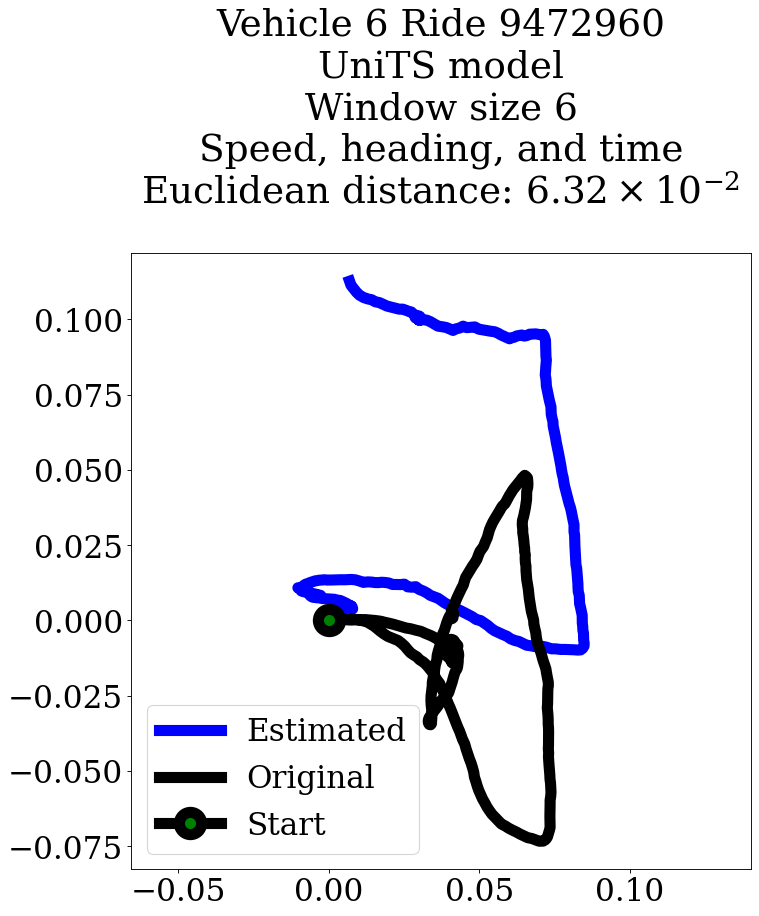 Vehicle 6 Ride 9472960
UniTS model
Window size 6
Speed, heading, and time
Euclidean distance: 6.32 × 10⁻²
0.100
0.075
0.050
0.025
0.000
−0.025
−0.050
−0.075
Estimated
Original
Start
−0.05 0.00 0.05 0.10